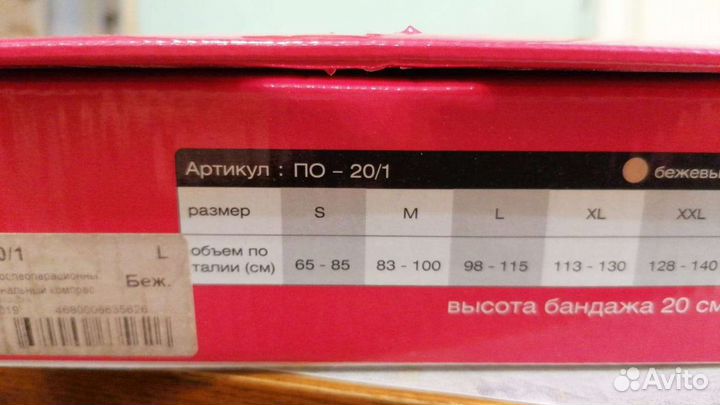 Артикул : ПО – 20/1 бежевы
размер S M L XL XXL
объем по
талии (см) 65 - 85 83 - 100 98 - 115 113 - 130 128 - 140
высота бандажа 20 см
0/1 L
Беж.
2019 4680006635626
Avito